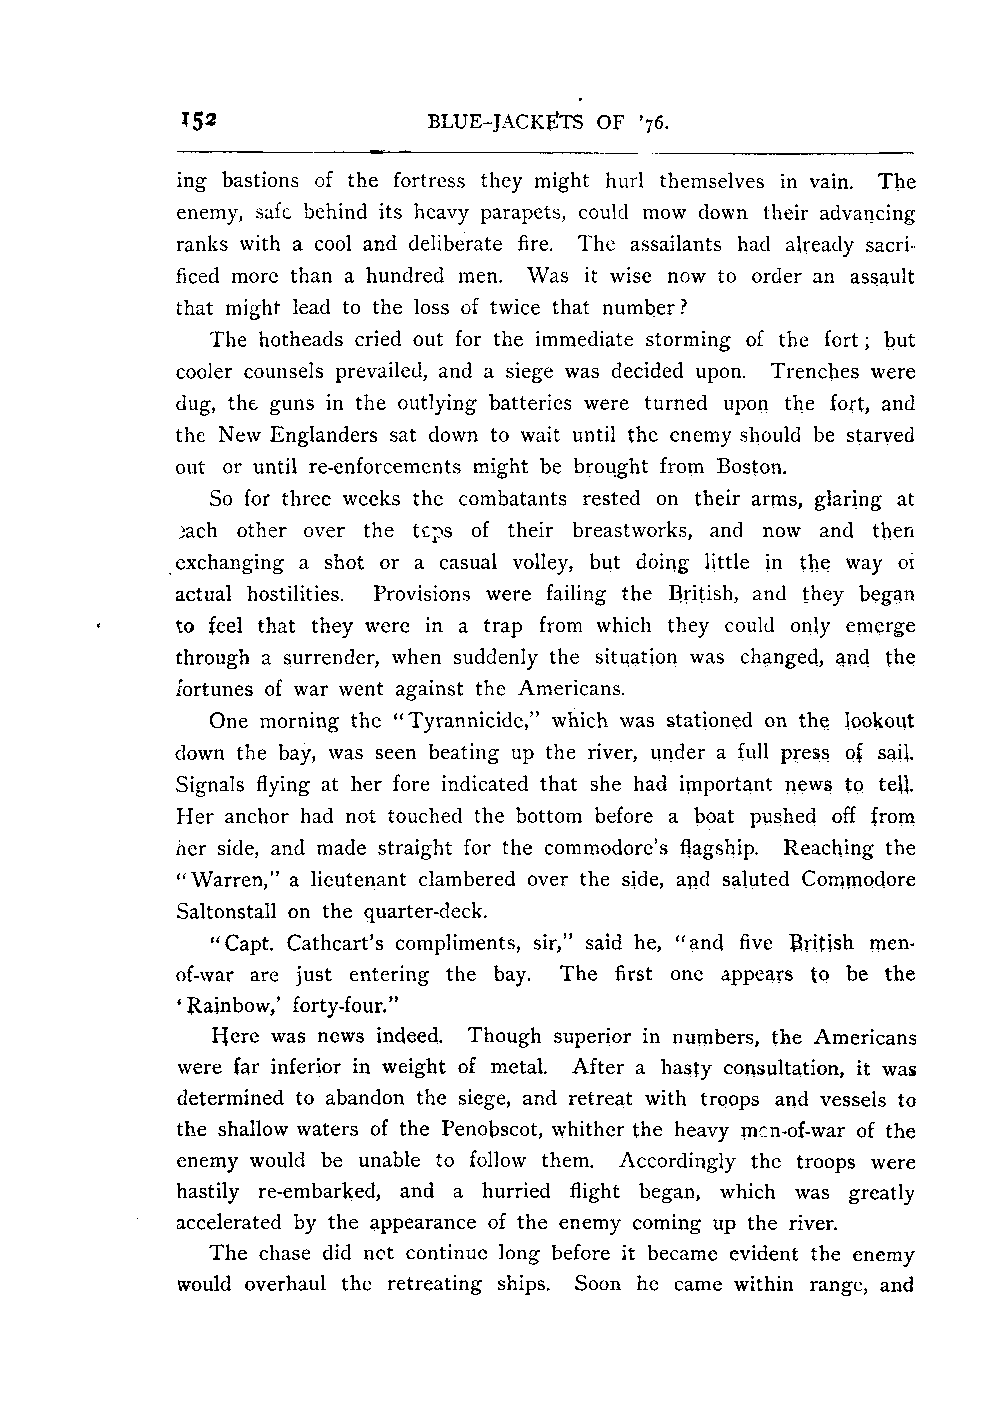 152 BLUE-JACKETS OF '76.
ing bastions of the fortress they might hurl themselves in vain. The
enemy, safe behind its heavy parapets, could mow down their advancing
ranks with a cool and deliberate fire. The assailants had already sacri-
ficed more than a hundred men. Was it wise now to order an assault
that might lead to the loss of twice that number?
The hotheads cried out for the immediate storming of the fort; but
cooler counsels prevailed, and a siege was decided upon. Trenches were
dug, the guns in the outlying batteries were turned upon the fort, and
the New Englanders sat down to wait until the enemy should be starved
out or until re-enforcements might be brought from Boston.
So for three weeks the combatants rested on their arms, glaring at
each other over the tops of their breastworks, and now and then
exchanging a shot or a casual volley, but doing little in the way of
actual hostilities. Provisions were failing the British, and they began
to feel that they were in a trap from which they could only emerge
through a surrender, when suddenly the situation was changed, and the
fortunes of war went against the Americans.
One morning the "Tyrannicide," which was stationed on the lookout
down the bay, was seen beating up the river, under a full press of sail.
Signals flying at her fore indicated that she had important news to tell.
Her anchor had not touched the bottom before a boat pushed off from
her side, and made straight for the commodore's flagship. Reaching the
"Warren," a lieutenant clambered over the side, and saluted Commodore
Saltonstall on the quarter-deck.
"Capt. Cathcart's compliments, sir," said he, "and five British men-
of-war are just entering the bay. The first one appears to be the
'Rainbow,' forty-four."
Here was news indeed. Though superior in numbers, the Americans
were far inferior in weight of metal. After a hasty consultation, it was
determined to abandon the siege, and retreat with troops and vessels to
the shallow waters of the Penobscot, whither the heavy men-of-war of the
enemy would be unable to follow them. Accordingly the troops were
hastily re-embarked, and a hurried flight began, which was greatly
accelerated by the appearance of the enemy coming up the river.
The chase did not continue long before it became evident the enemy
would overhaul the retreating ships. Soon he came within range, and